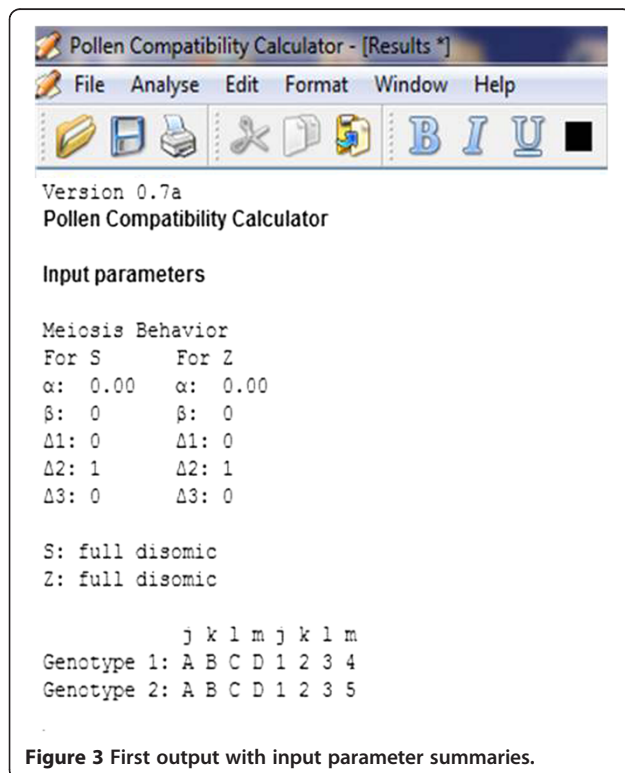 Pollen Compatibility Calculator - [Results *]
File Analyse Edit Format Window Help
B I U
Version 0.7a
Pollen Compatibility Calculator
Input parameters
Meiosis Behavior
For S For Z
α: 0.00 α: 0.00
β: 0 β: 0
Δ1: 0 Δ1: 0
Δ2: 1 Δ2: 1
Δ3: 0 Δ3: 0
S: full disomic
Z: full disomic
j k l m j k l m
Genotype 1: A B C D 1 2 3 4
Genotype 2: A B C D 1 2 3 5
Figure 3 First output with input parameter summaries.